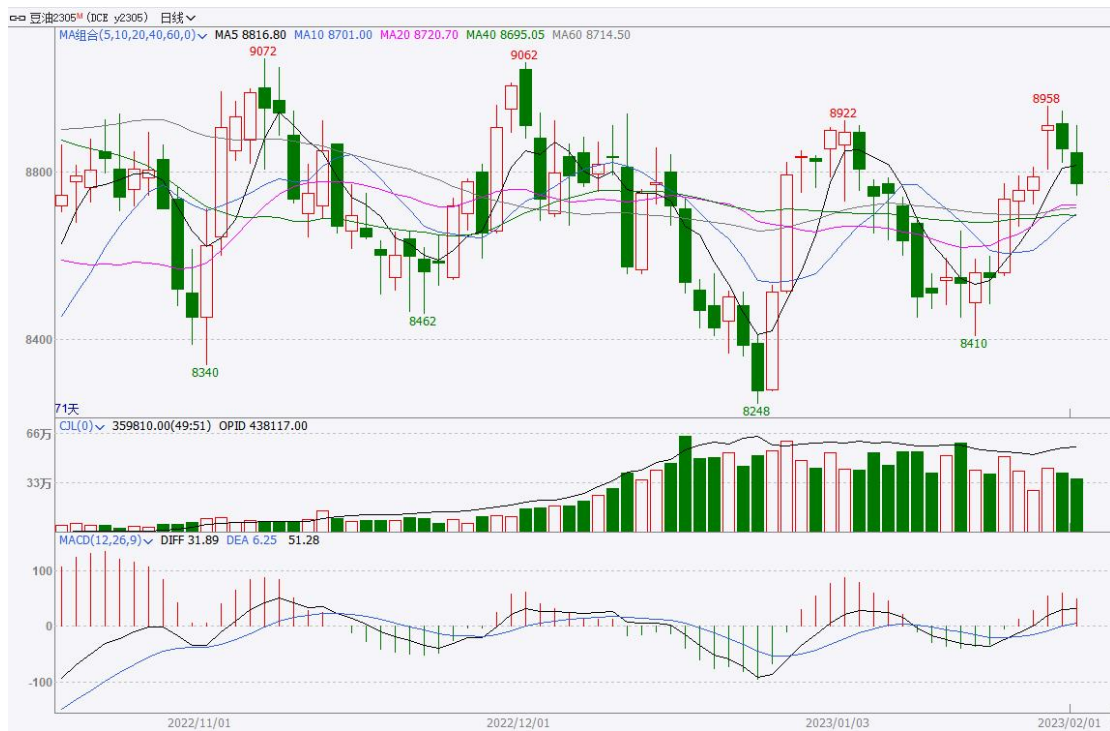 豆油2305M (DCE y2305) 日线
MA组合(5,10,20,40,60,0) MA5 8816.80 MA10 8701.00 MA20 8720.70 MA40 8695.05 MA60 8714.50
9072
9062
8958
8922
8800
8462
8400
8410
8340
8248
71天
CJL(0) 359810.00(49:51) OPID 438117.00
66万
33万
MACD(12,26,9) DIFF 31.89 DEA 6.25 51.28
100
0
-100
2022/11/01 2022/12/01 2023/01/03 2023/02/01